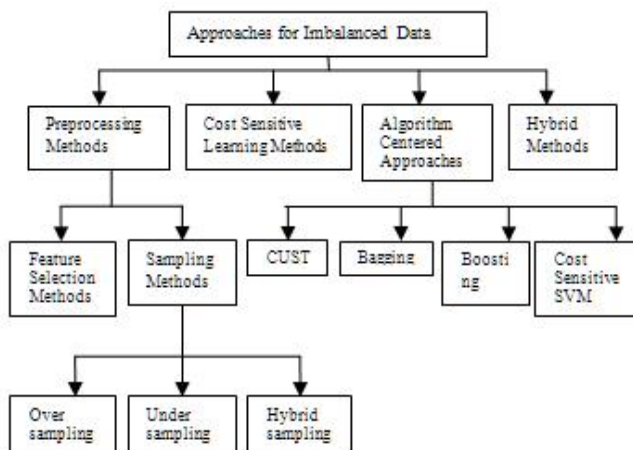 Approaches for Imbalanced Data
Preprocessing
Methods
Cost Sensitive
Learning Methods
Algorithm
Centered
Approaches
Hybrid
Methods
Feature
Selection
Methods
Sampling
Methods
CUST
Bagging
Boosti
ng
Cost
Sensitive
SVM
Over
sampling
Under
sampling
Hybrid
sampling